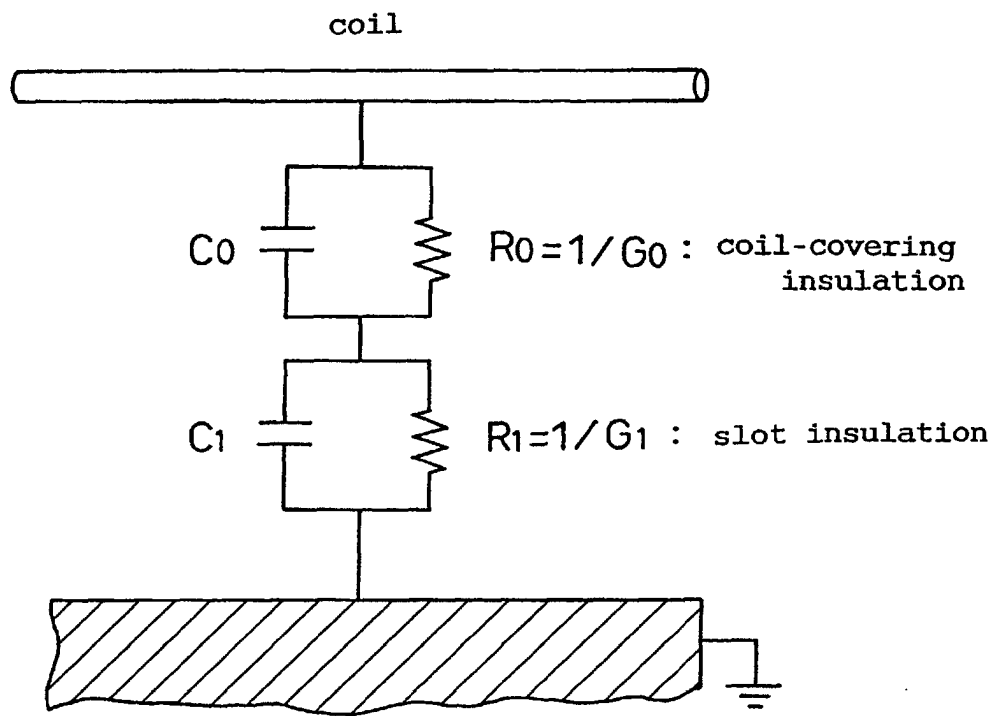 coil
C0 R0=1/G0 : coil-covering
insulation
C1 R1=1/G1 : slot insulation